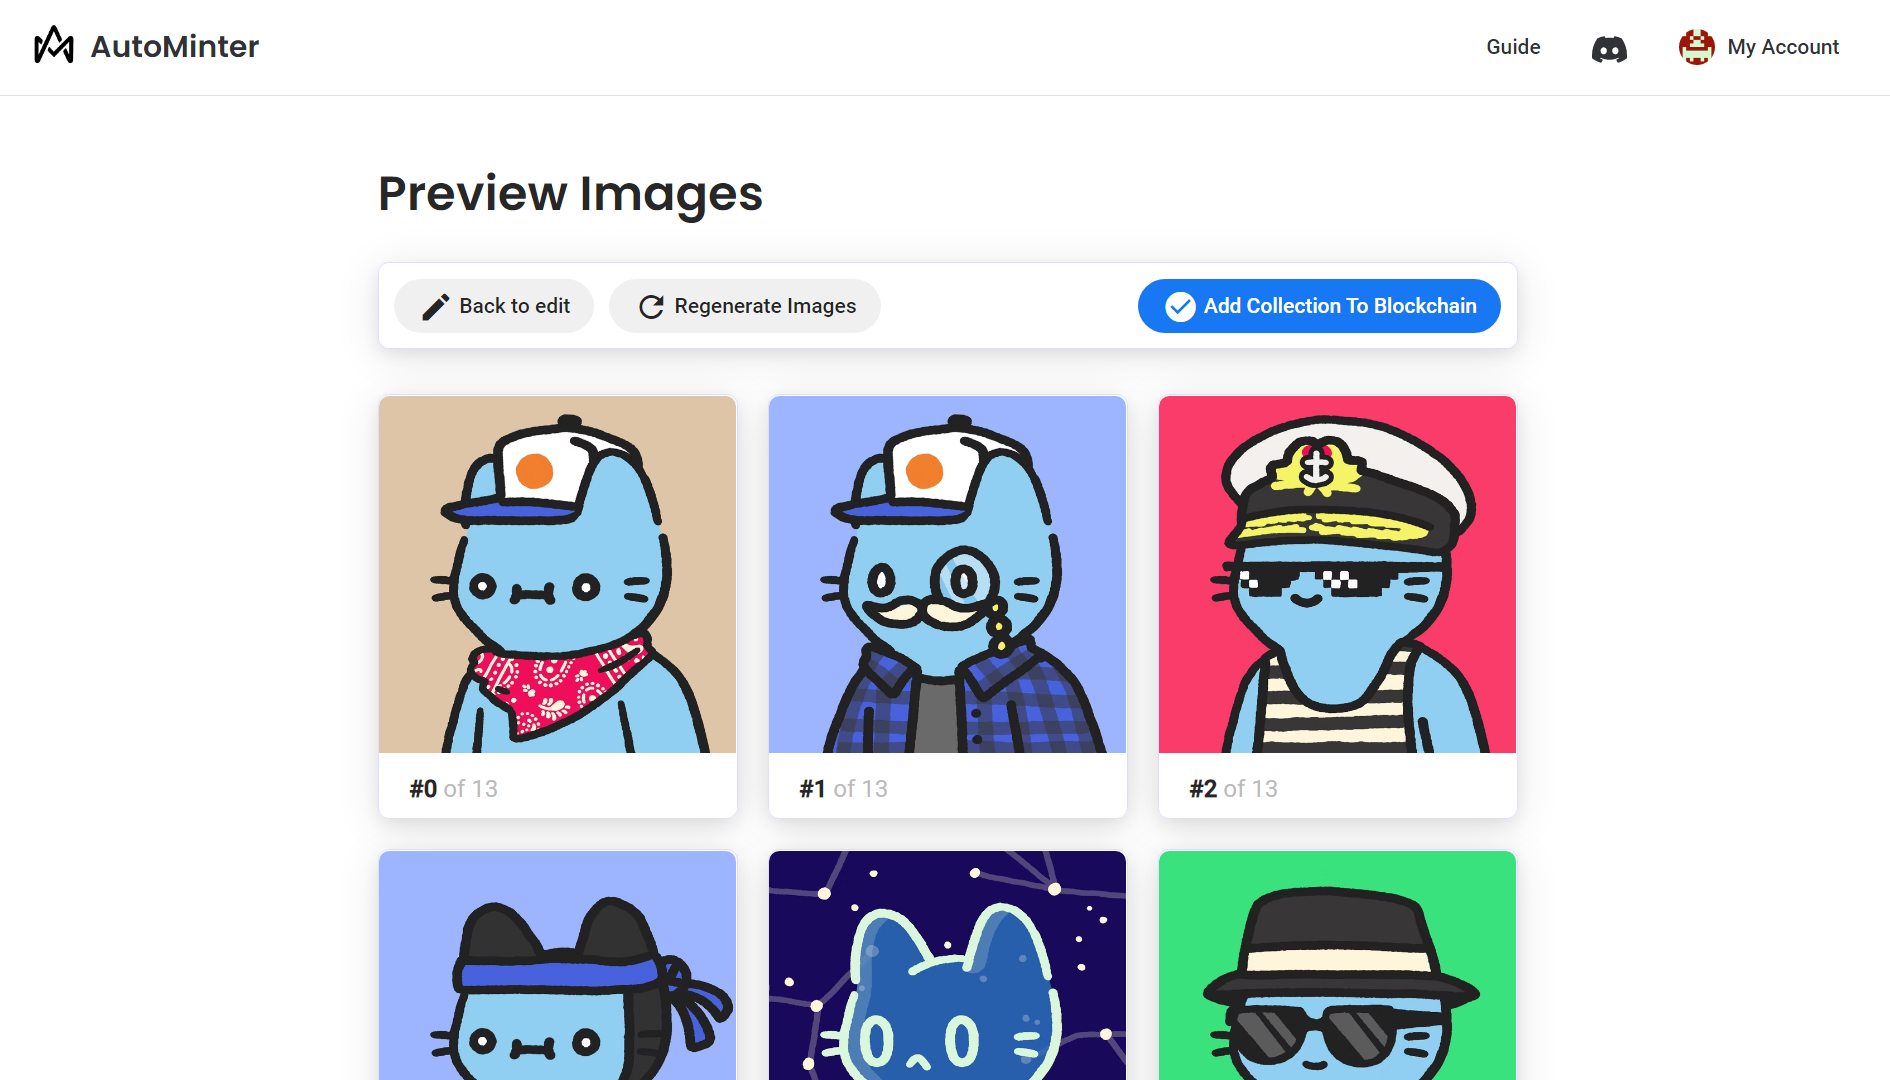 AutoMinter
Guide
My Account
Preview Images
Back to edit
Regenerate Images
Add Collection To Blockchain
#0 of 13
#1 of 13
#2 of 13